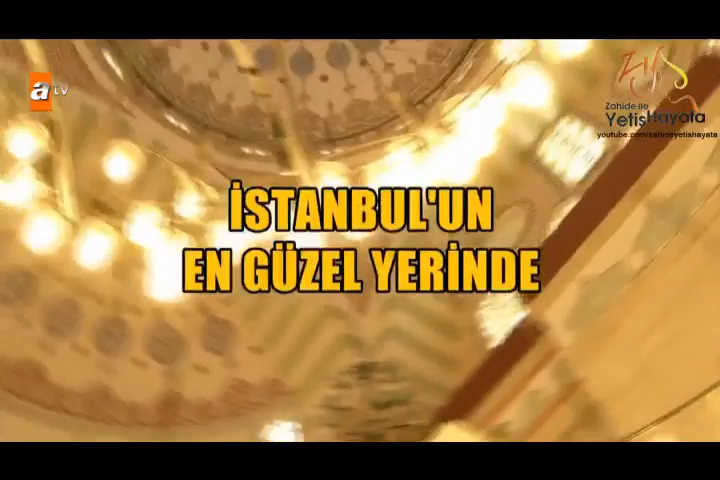 atv
Zahide ile
YetişHayata
youtube.com/zahideyetishayata
İSTANBUL'UN
EN GÜZEL YERİNDE